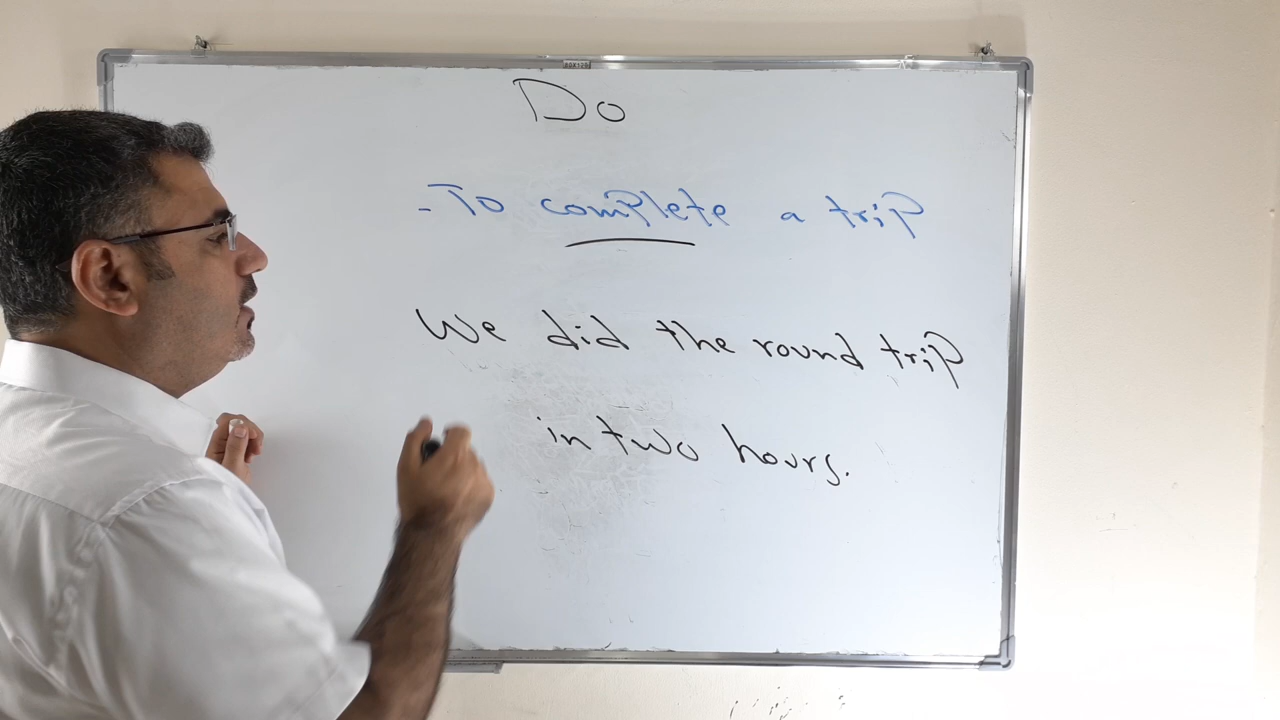 Do
- To complete a trip
We did the round trip
in two hours.